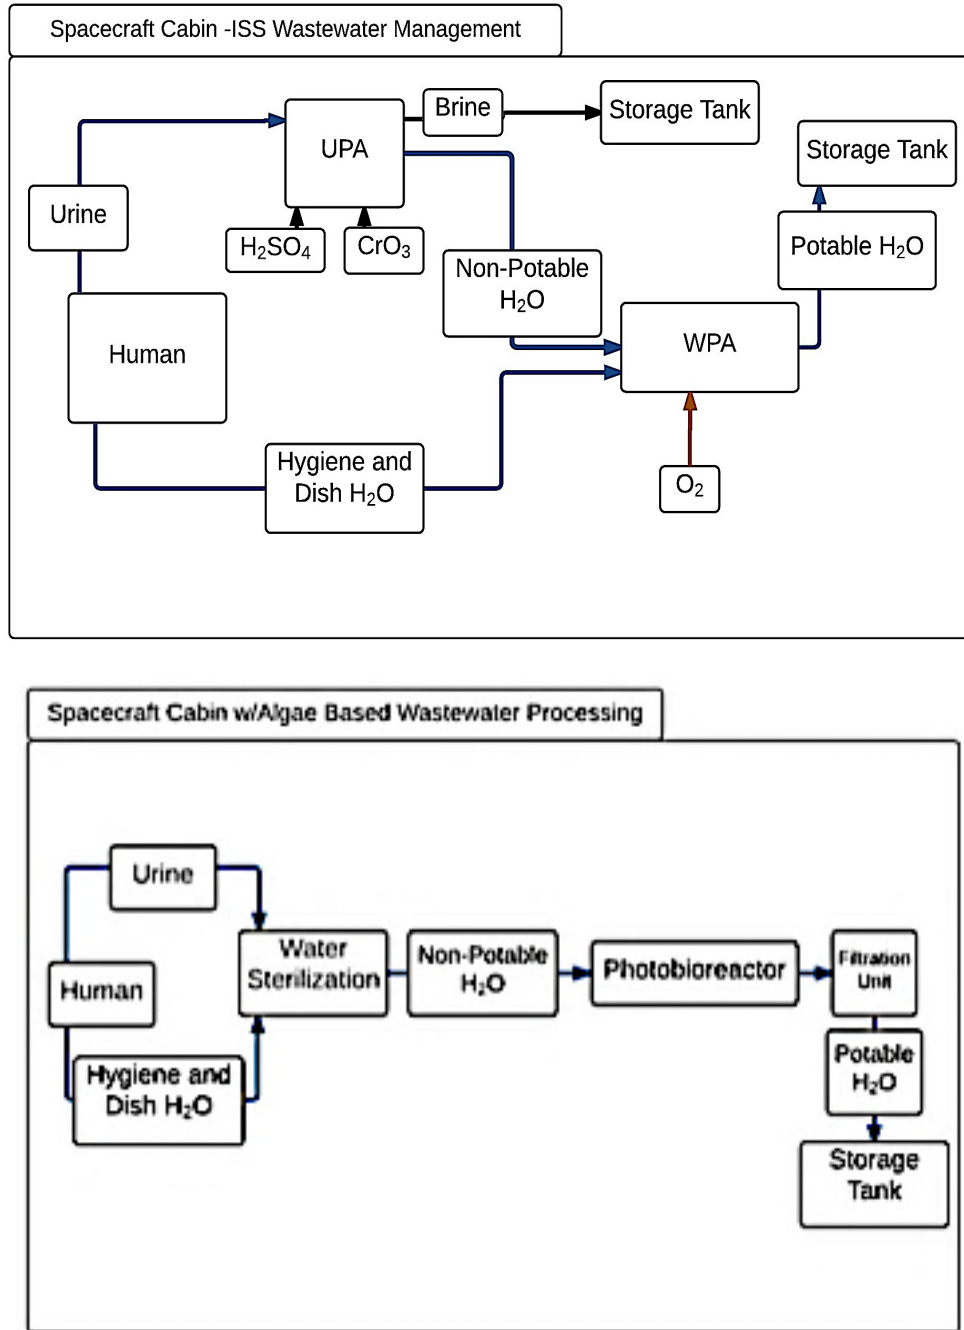 Spacecraft Cabin -ISS Wastewater Management
Brine
Storage Tank
UPA
Storage Tank
Urine
H₂SO₄
CrO₃
Potable H₂O
Non-Potable
H₂O
Human
WPA
Hygiene and
Dish H₂O
O₂
Spacecraft Cabin w/Algae Based Wastewater Processing
Urine
Water
Sterilization
Non-Potable
H₂O
Photobioreactor
Filtration
Unit
Human
Hygiene and
Dish H₂O
Potable
H₂O
Storage
Tank